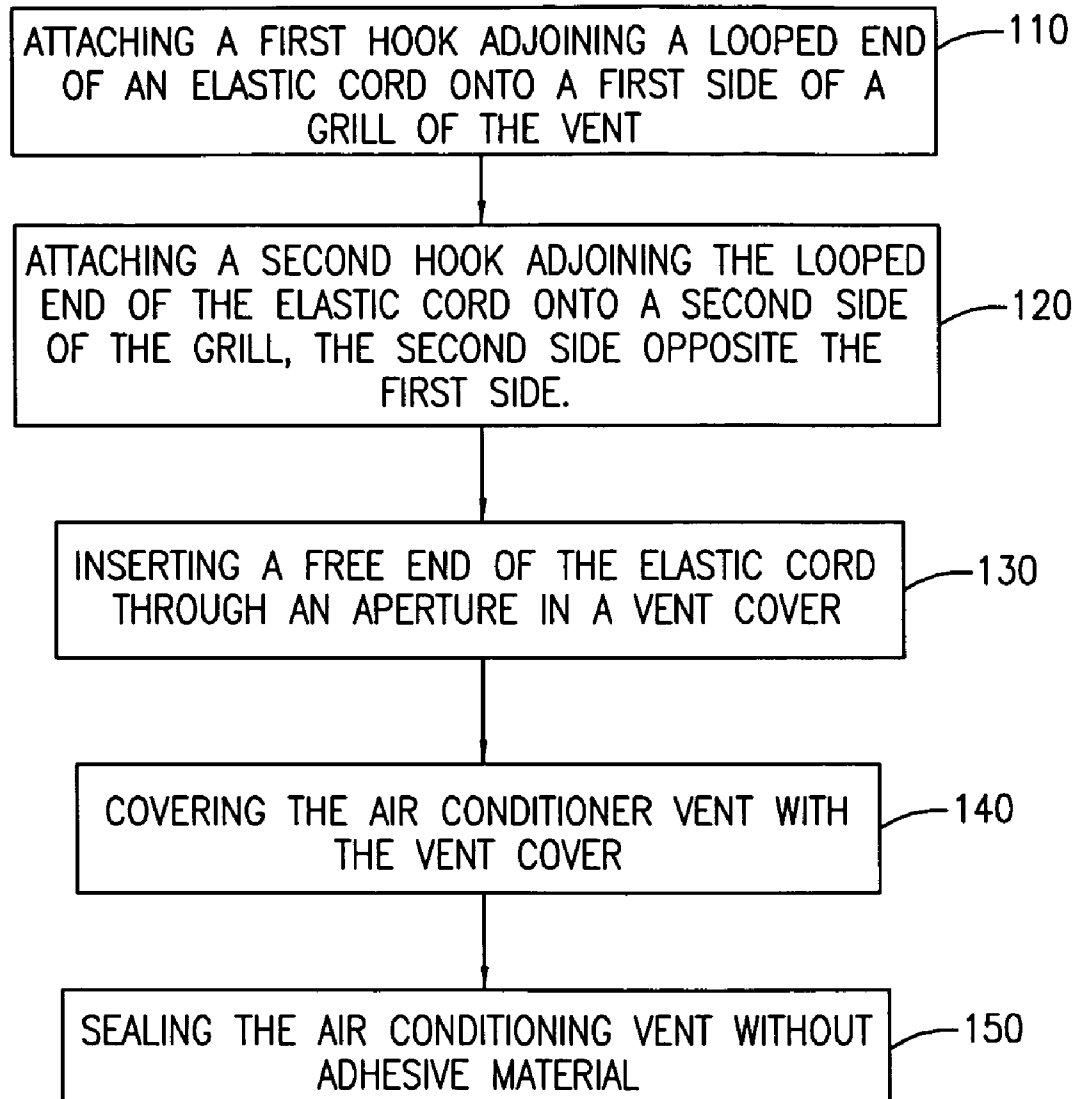 ATTACHING A FIRST HOOK ADJOINING A LOOPED END
OF AN ELASTIC CORD ONTO A FIRST SIDE OF A
GRILL OF THE VENT
110
ATTACHING A SECOND HOOK ADJOINING THE LOOPED
END OF THE ELASTIC CORD ONTO A SECOND SIDE
OF THE GRILL, THE SECOND SIDE OPPOSITE THE
FIRST SIDE.
120
INSERTING A FREE END OF THE ELASTIC CORD
THROUGH AN APERTURE IN A VENT COVER
130
COVERING THE AIR CONDITIONER VENT WITH
THE VENT COVER
140
SEALING THE AIR CONDITIONING VENT WITHOUT
ADHESIVE MATERIAL
150